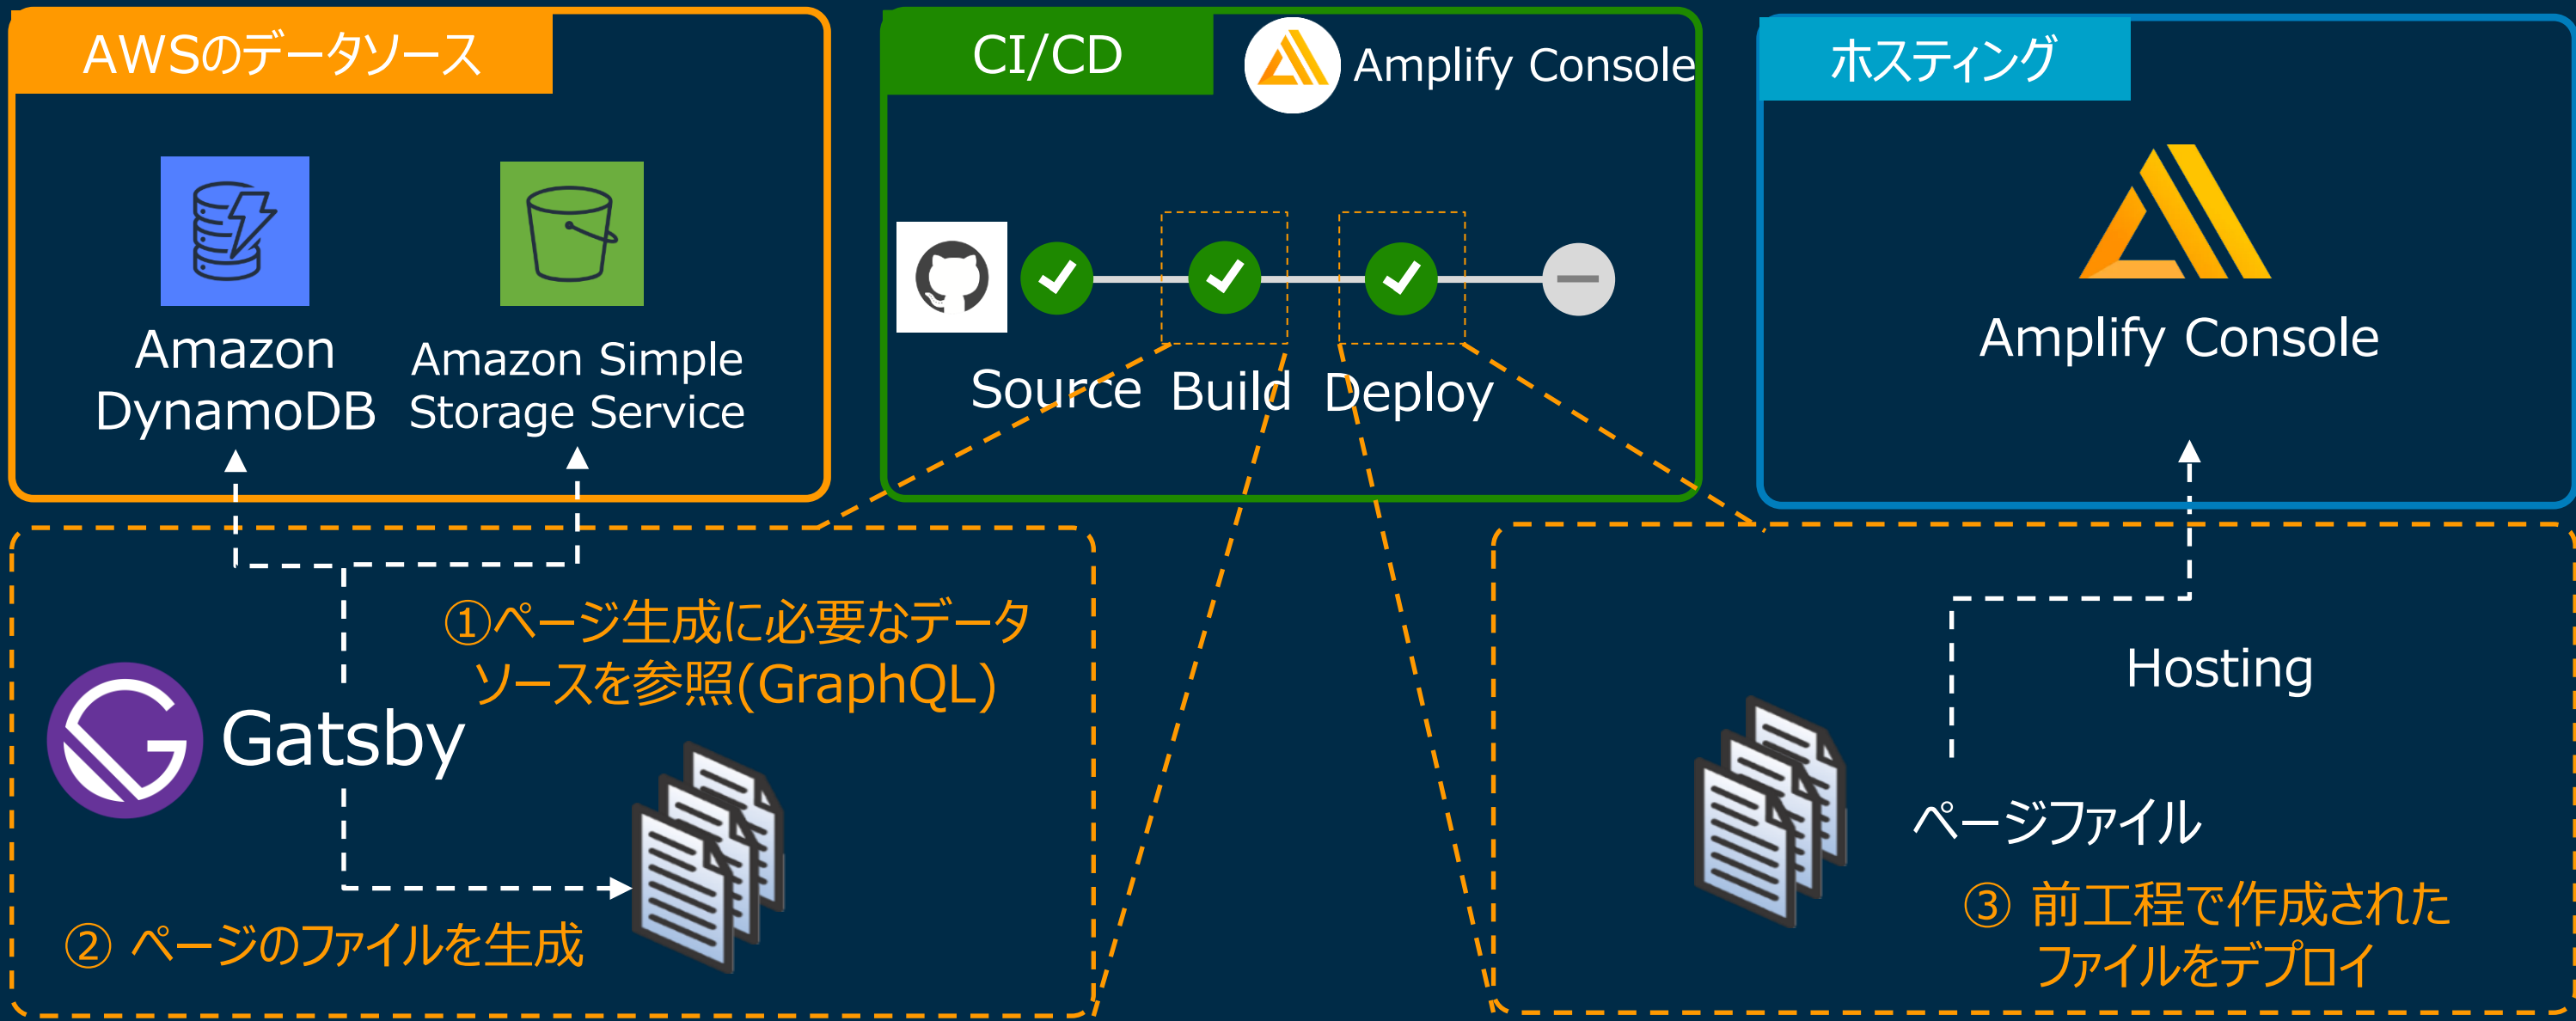 AWSのデータソース
Amazon
DynamoDB
Amazon Simple
Storage Service
CI/CD
Amplify Console
Source
Build
Deploy
ホスティング
Amplify Console
①ページ生成に必要なデータ
ソースを参照(GraphQL)
Gatsby
② ページのファイルを生成
Hosting
ページファイル
③ 前工程で作成された
ファイルをデプロイ